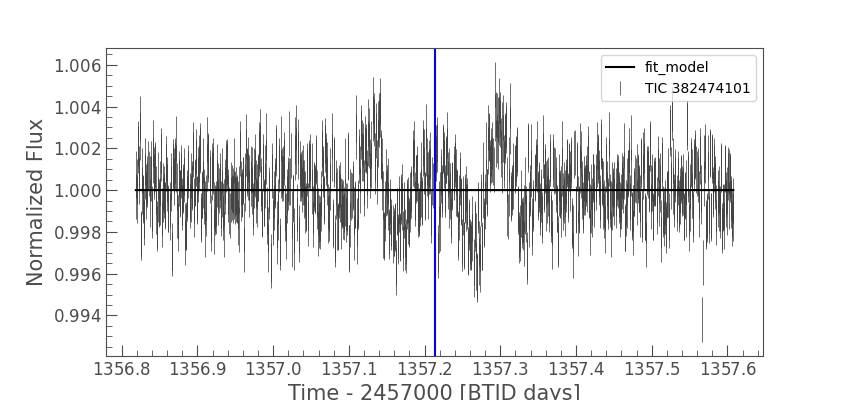 1.006
1.004
1.002
1.000
0.998
0.996
0.994
Normalized Flux
fit_model
TIC 382474101
1356.8 1356.9 1357.0 1357.1 1357.2 1357.3 1357.4 1357.5 1357.6
Time - 2457000 [BTJD days]